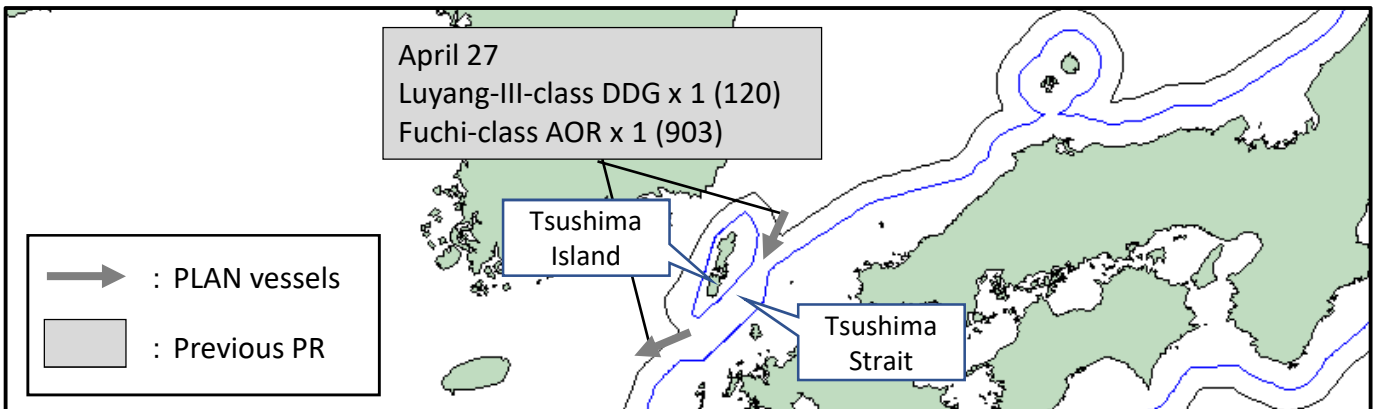 April 27
Luyang-III-class DDG x 1 (120)
Fuchi-class AOR x 1 (903)
Tsushima
Island
Tsushima
Strait
: PLAN vessels
: Previous PR